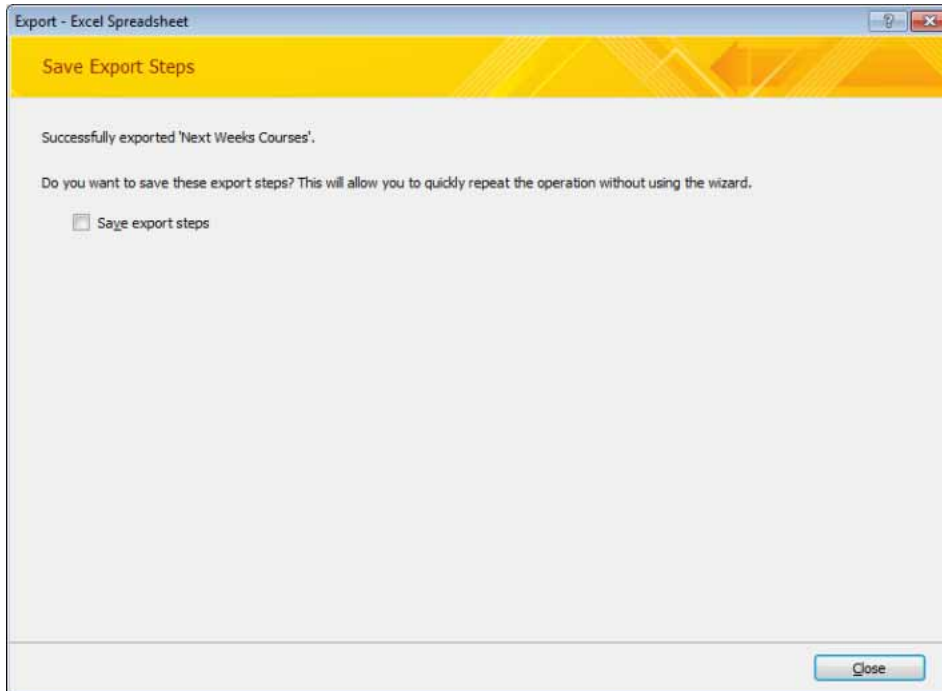 Export - Excel Spreadsheet
Save Export Steps
Successfully exported 'Next Weeks Courses'.
Do you want to save these export steps? This will allow you to quickly repeat the operation without using the wizard.
Save export steps
Close